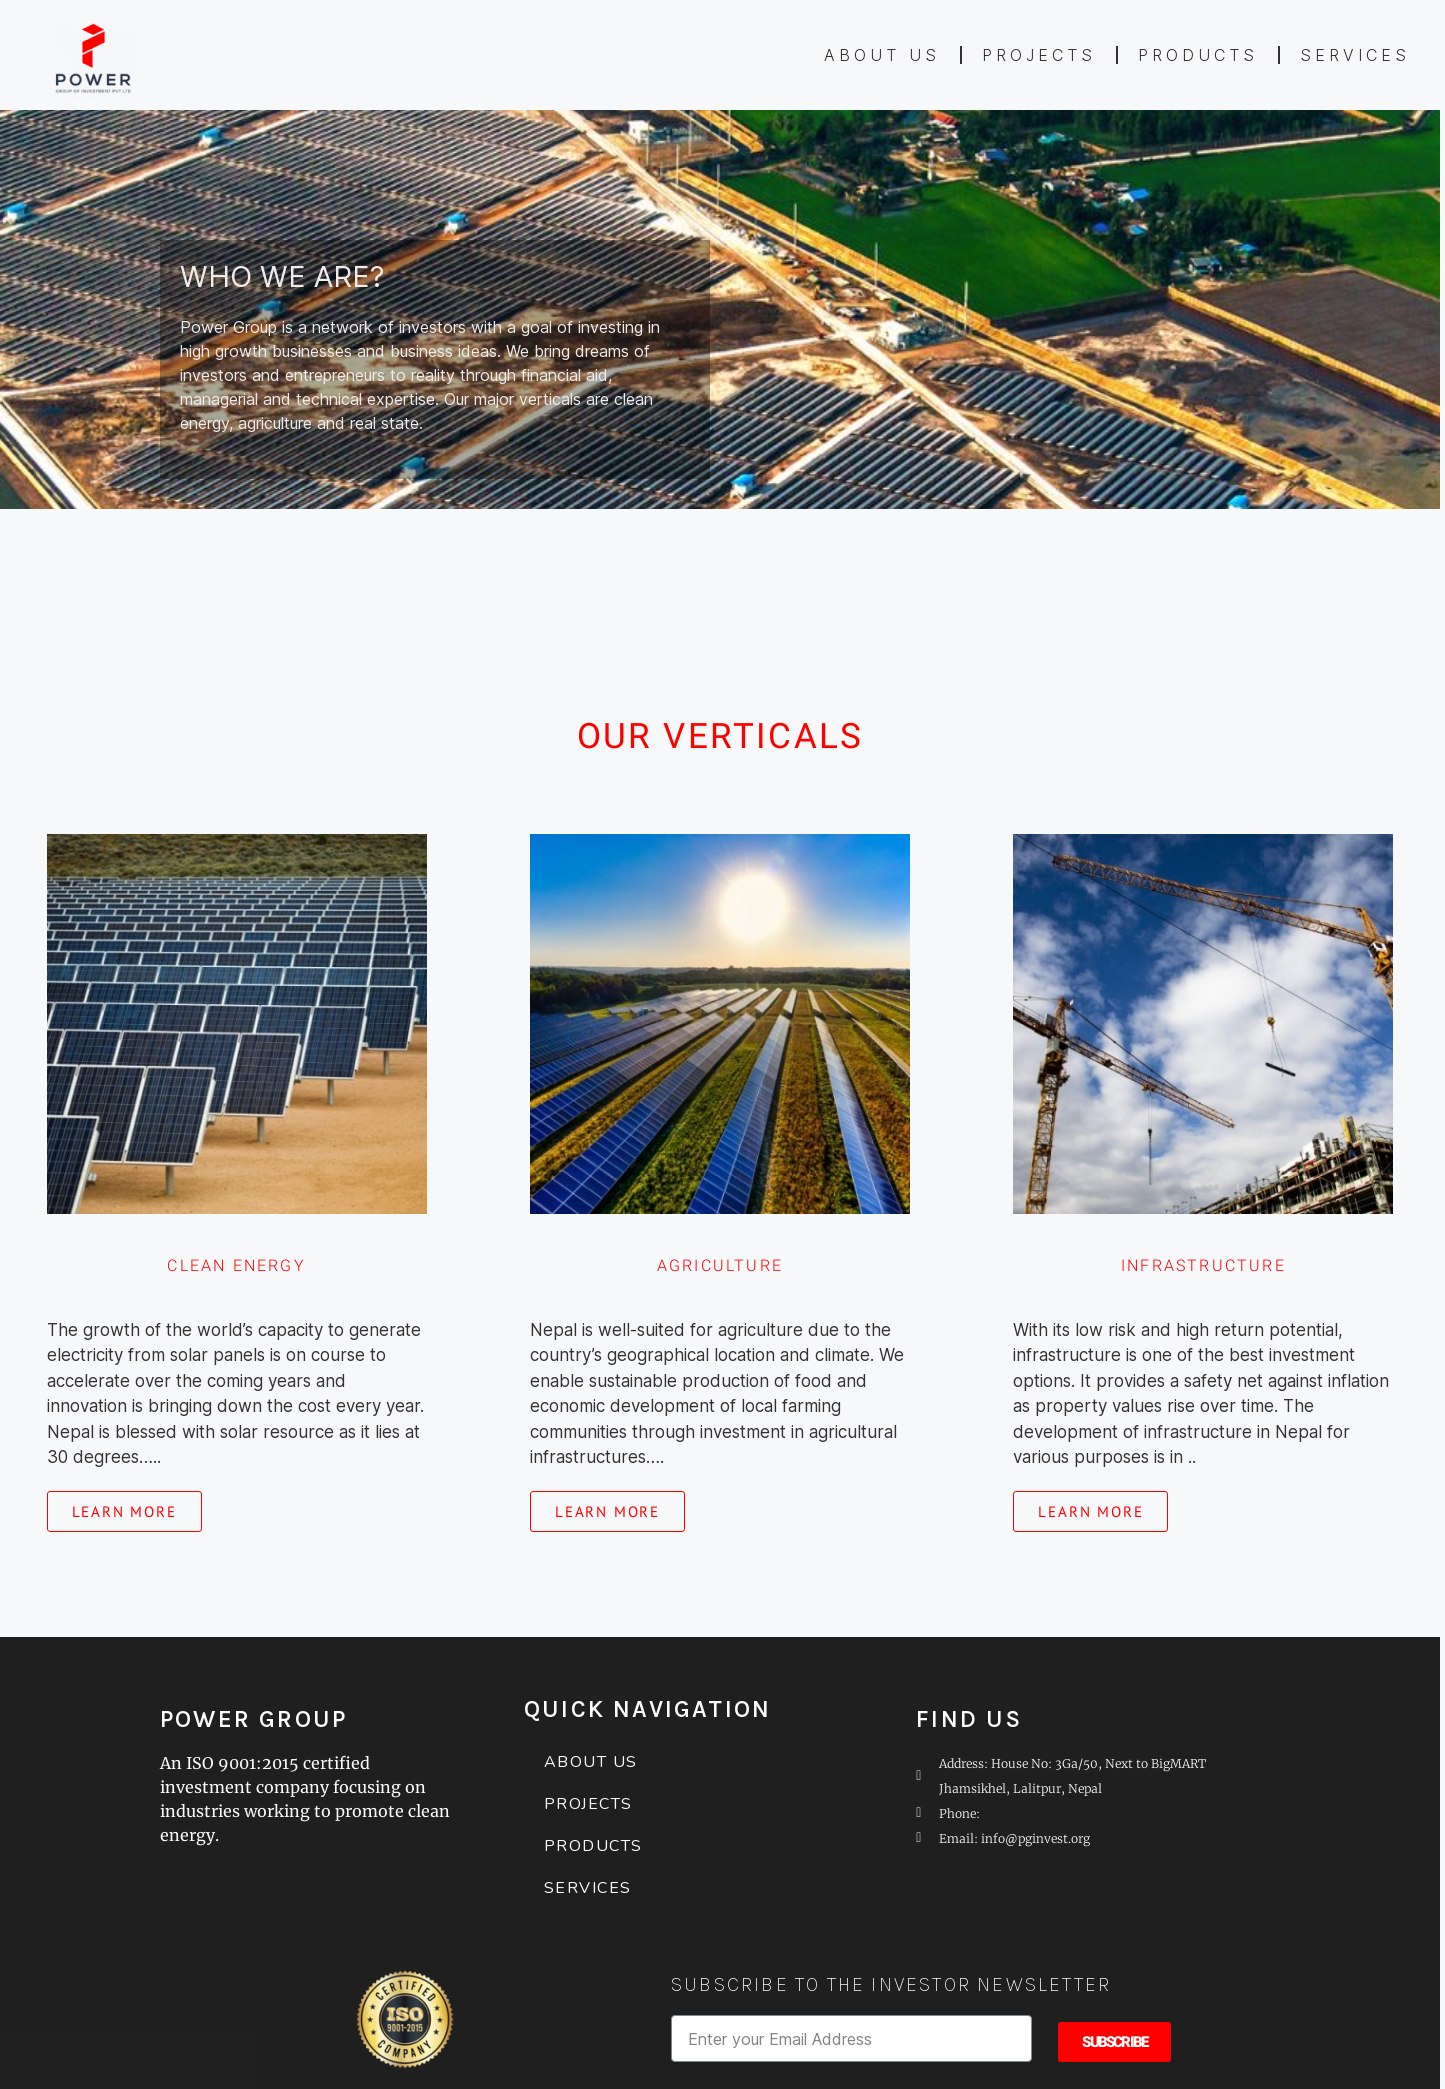 POWER
GROUP OF INVESTMENT PVT LTD
ABOUT US
PROJECTS
PRODUCTS
SERVICES
WHO WE ARE?
Power Group is a network of investors with a goal of investing in
high growth businesses and business ideas. We bring dreams of
investors and entrepreneurs to reality through financial aid,
managerial and technical expertise. Our major verticals are clean
energy, agriculture and real state.
OUR VERTICALS
CLEAN ENERGY
The growth of the world’s capacity to generate
electricity from solar panels is on course to
accelerate over the coming years and
innovation is bringing down the cost every year.
Nepal is blessed with solar resource as it lies at
30 degrees…..
LEARN MORE
AGRICULTURE
Nepal is well-suited for agriculture due to the
country’s geographical location and climate. We
enable sustainable production of food and
economic development of local farming
communities through investment in agricultural
infrastructures….
LEARN MORE
INFRASTRUCTURE
With its low risk and high return potential,
infrastructure is one of the best investment
options. It provides a safety net against inflation
as property values rise over time. The
development of infrastructure in Nepal for
various purposes is in ..
LEARN MORE
POWER GROUP
An ISO 9001:2015 certified
investment company focusing on
industries working to promote clean
energy.
QUICK NAVIGATION
ABOUT US
PROJECTS
PRODUCTS
SERVICES
FIND US
Address: House No: 3Ga/50, Next to BigMART
Jhamsikhel, Lalitpur, Nepal
Phone:
Email: info@pginvest.org
CERTIFIED
ISO
9001-2015
COMPANY
SUBSCRIBE TO THE INVESTOR NEWSLETTER
Enter your Email Address
SUBSCRIBE